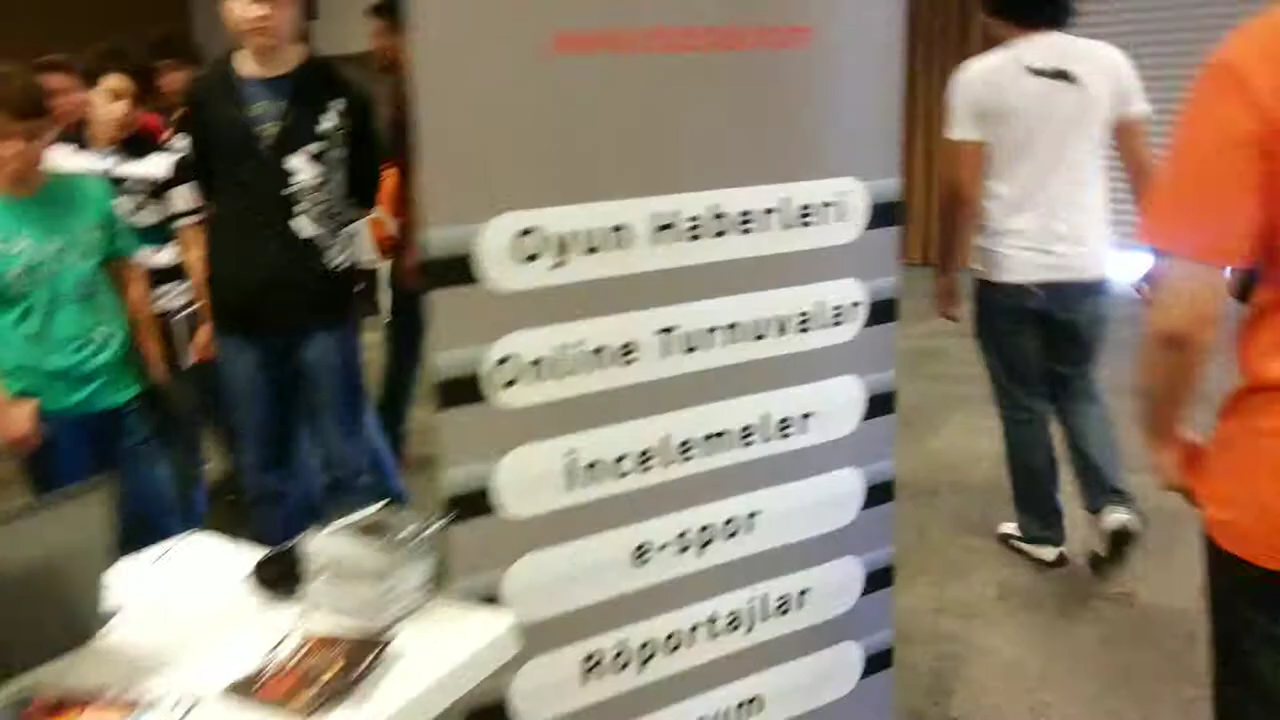 Oyun Haberleri
Online Turnuvalar
İncelemeler
e-spor
Röportajlar